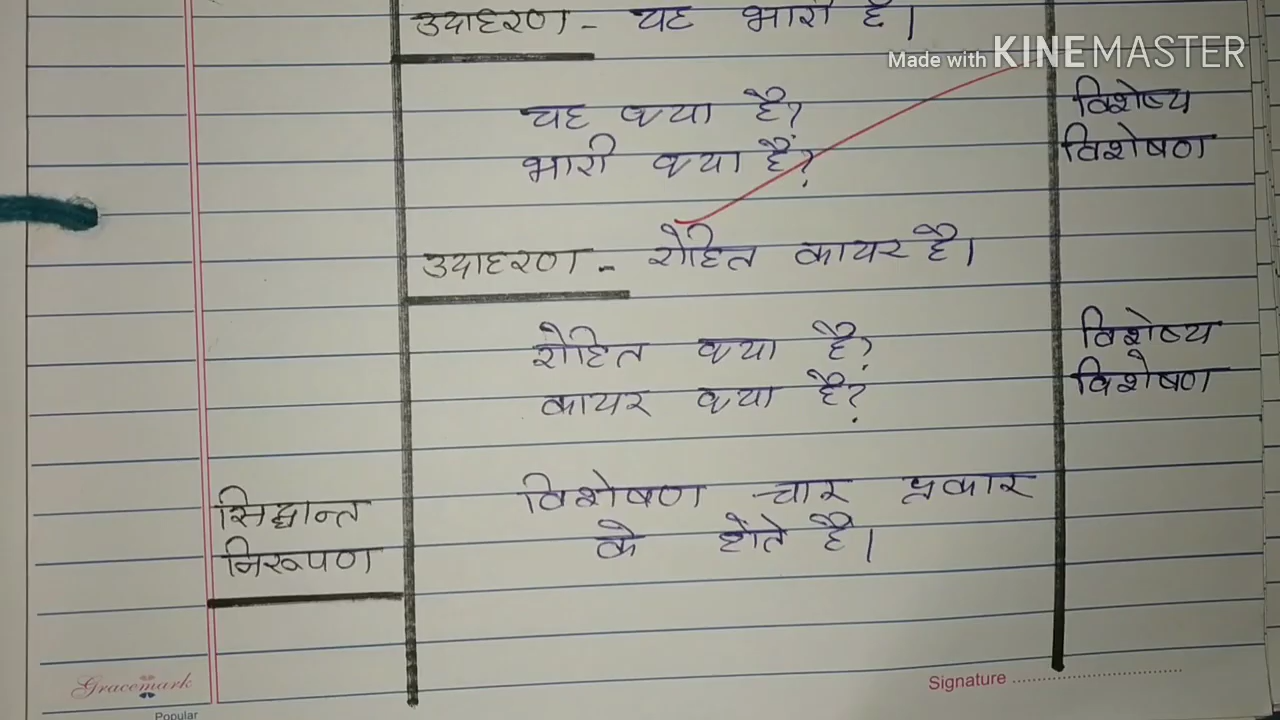 उदाहरण - यह भारी है।
Made with KINEMASTER
यह क्या है? विशेष्य
भारी क्या है? विशेषण
उदाहरण - रोहित कायर है।
रोहित क्या है? विशेष्य
कायर क्या है? विशेषण
सिद्धान्त विशेषण चार प्रकार
निरूपण के होते है।
Gracemark
Popular
Signature